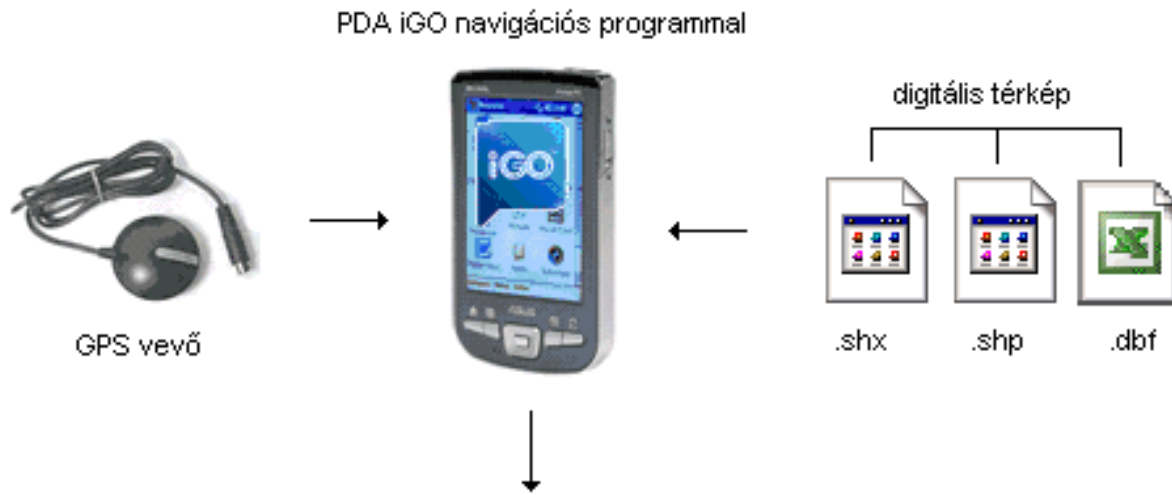 PDA iGO navigációs programmal
digitális térkép
iGO
GPS vevő
.shx
.shp
.dbf